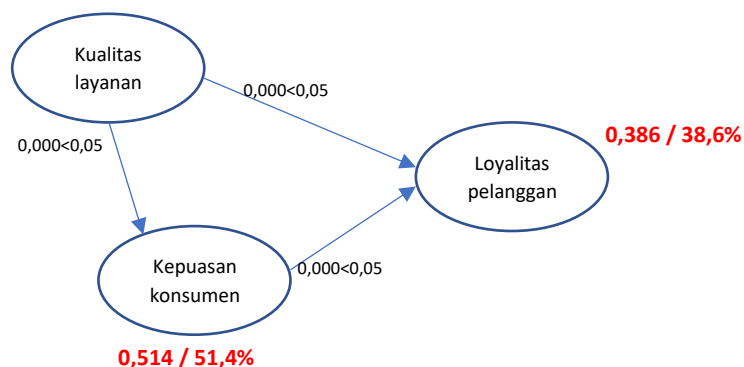 Kualitas
layanan
0,000<0,05
0,000<0,05
0,386 / 38,6%
Loyalitas
pelanggan
Kepuasan
konsumen
0,000<0,05
0,514 / 51,4%